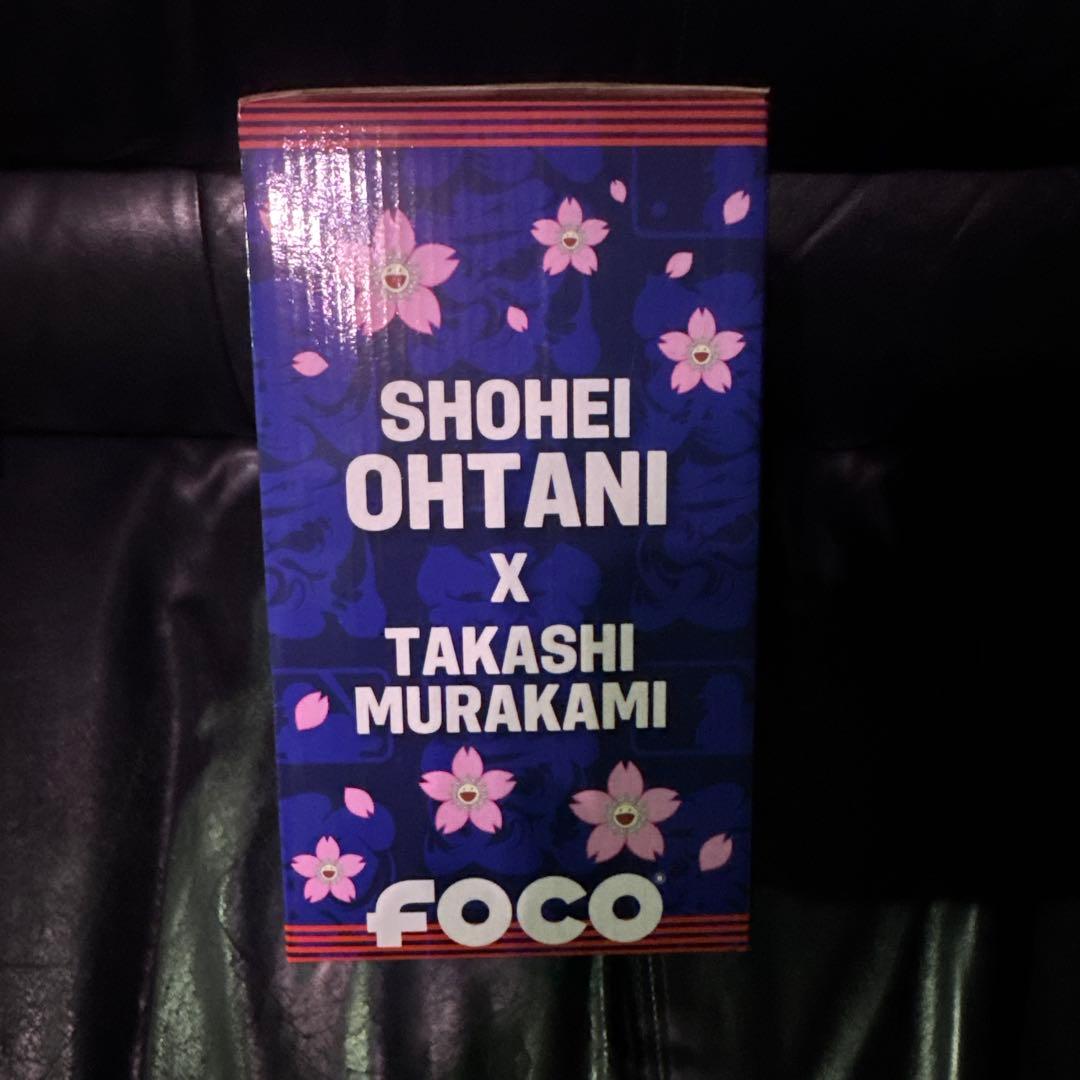 SHOHEI
OHTANI
X
TAKASHI
MURAKAMI
FOCO®